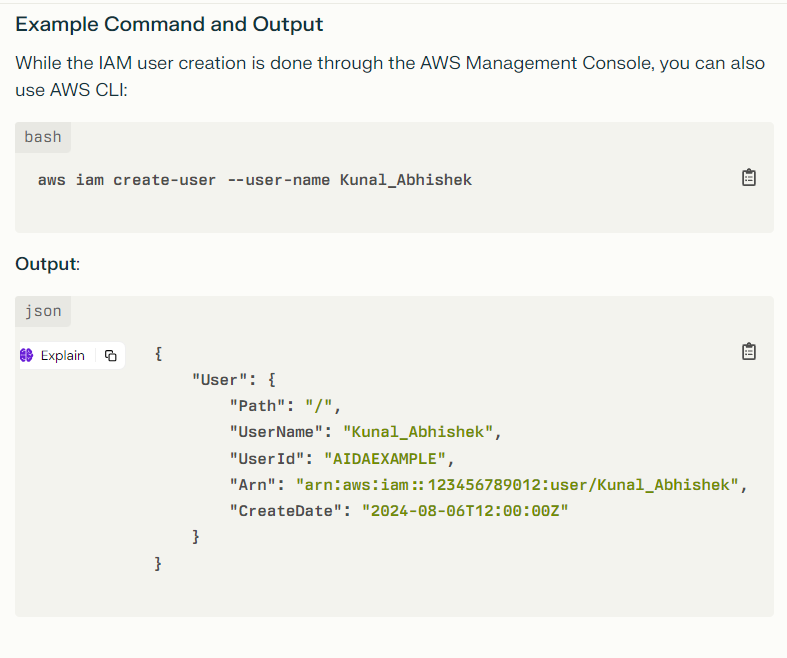 Example Command and Output
While the IAM user creation is done through the AWS Management Console, you can also
use AWS CLI:
bash
aws iam create-user --user-name Kunal_Abhishek
Output:
json
Explain
{
"User": {
"Path": "/",
"UserName": "Kunal_Abhishek",
"UserId": "AIDAEXAMPLE",
"Arn": "arn:aws:iam::123456789012:user/Kunal_Abhishek",
"CreateDate": "2024-08-06T12:00:00Z"
}
}